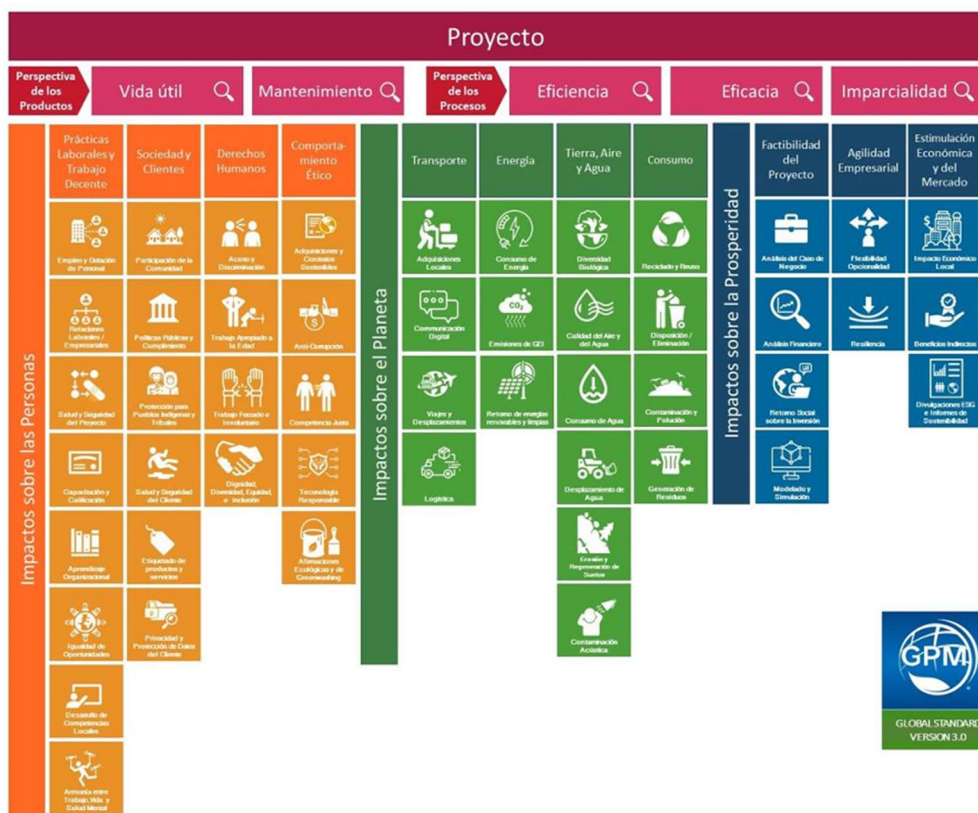 Proyecto
Perspectiva
de los
Productos
Vida útil
Mantenimiento
Perspectiva
de los
Procesos
Eficiencia
Eficacia
Imparcialidad
Impactos sobre las Personas
Prácticas
Laborales y
Trabajo
Decente
Empleo y Dotación
de Personal
Relaciones
Laborales /
Empresariales
Salud y Seguridad
del Proyecto
Capacitación y
Calificación
Aprendizaje
Organizacional
Igualdad de
Oportunidades
Desarrollo de
Competencias
Locales
Armonía entre
Trabajo, Vida y
Salud Mental
Sociedad y
Clientes
Participación de la
Comunidad
Políticas Públicas y
Cumplimiento
Protección para
Pueblos Indígenas y
Tribales
Salud y Seguridad
del Cliente
Etiquetado de
productos y
servicios
Privacidad y
Protección de Datos
del Cliente
Derechos
Humanos
Acoso y
Discriminación
Trabajo Apropiado a
la Edad
Trabajo Forzado e
Involuntario
Dignidad,
Diversidad, Equidad,
e Inclusión
Comporta-
miento
Ético
Adquisiciones y
Contratos
Sostenibles
Anti-Corrupción
Competencia Justa
Tecnología
Responsable
Afirmaciones
Ecológicas y de
Greenwashing
Impactos sobre el Planeta
Transporte
Adquisiciones
Locales
Comunicación
Digital
Viajes y
Desplazamientos
Logística
Energía
Consumo de
Energía
CO₂
Emisiones de GEI
Retorno de energías
renovables y limpias
Tierra, Aire
y Agua
Diversidad
Biológica
Calidad del Aire y
del Agua
Consumo de Agua
Desplazamiento de
Agua
Erosión y
Regeneración de
Suelos
Contaminación
Acústica
Consumo
Reciclado y Reuso
Disposición /
Eliminación
Contaminación y
Polución
Generación de
Residuos
Impactos sobre la Prosperidad
Factibilidad
del
Proyecto
Análisis del Caso de
Negocio
Análisis Financiero
Retorno Social
sobre la Inversión
Modelado y
Simulación
Agilidad
Empresarial
Flexibilidad
Opcionalidad
Resiliencia
Estimulación
Económica
y del
Mercado
Impacto Económico
Local
Beneficios Indirectos
Divulgaciones ESG
e Informes de
Sostenibilidad
GPM
GLOBAL STANDARD
VERSION 3.0